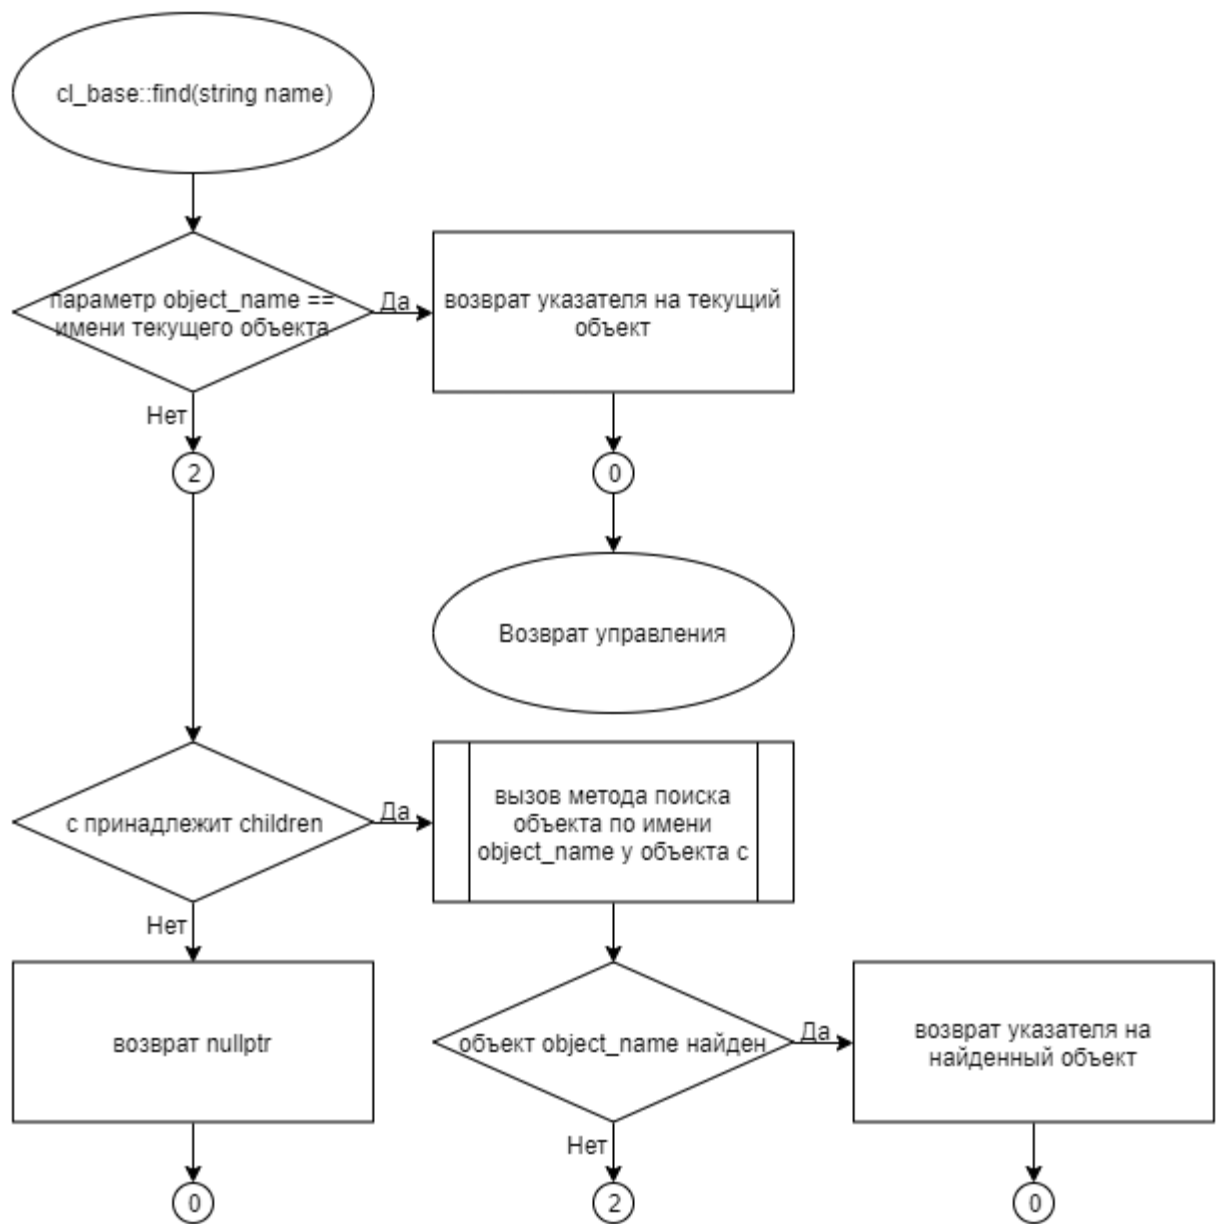 cl_base::find(string name)
параметр object_name ==
имени текущего объекта
Да
возврат указателя на текущий
объект
Нет
2
0
Возврат управления
с принадлежит children
Да
вызов метода поиска
объекта по имени
object_name у объекта с
Нет
возврат nullptr
объект object_name найден
Да
возврат указателя на
найденный объект
Нет
0
2
0